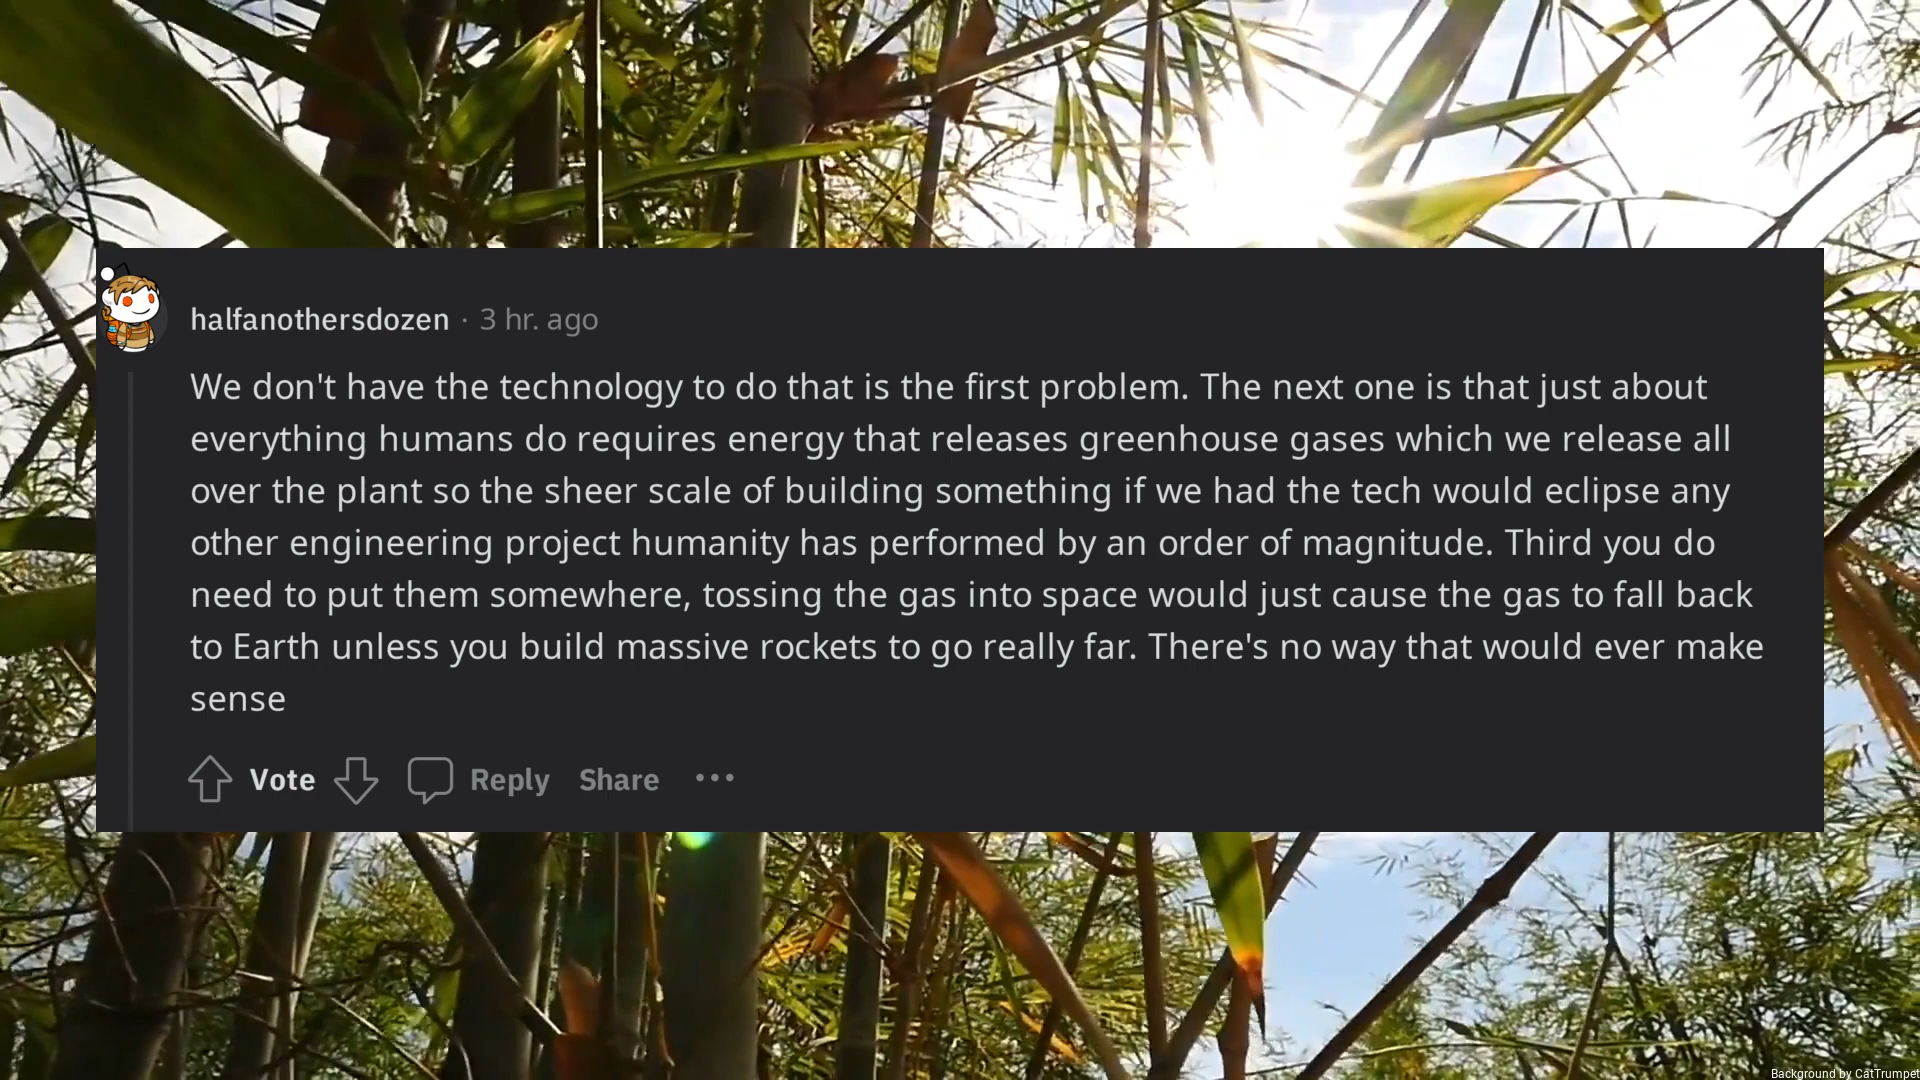 halfanothersdozen · 3 hr. ago
We don't have the technology to do that is the first problem. The next one is that just about
everything humans do requires energy that releases greenhouse gases which we release all
over the plant so the sheer scale of building something if we had the tech would eclipse any
other engineering project humanity has performed by an order of magnitude. Third you do
need to put them somewhere, tossing the gas into space would just cause the gas to fall back
to Earth unless you build massive rockets to go really far. There's no way that would ever make
sense
Vote Reply Share ···
Background by CatTrumpet